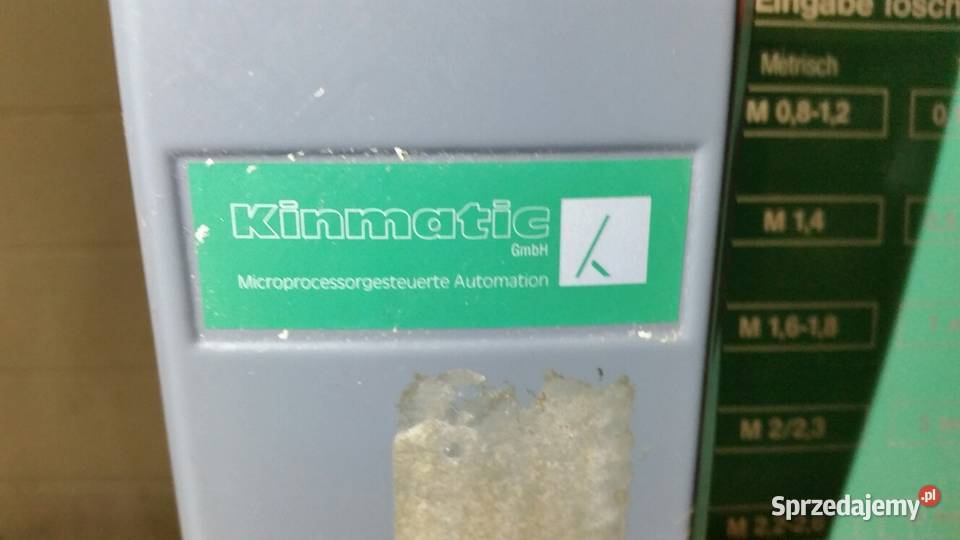 Eingabe lösch
Metrisch
M 0,8-1,2
0,
M 1,4
M 1,6-1,8
M 2/2,3
Kinmatic
GmbH
Microprocessorgesteuerte Automation
Sprzedajemy.pl